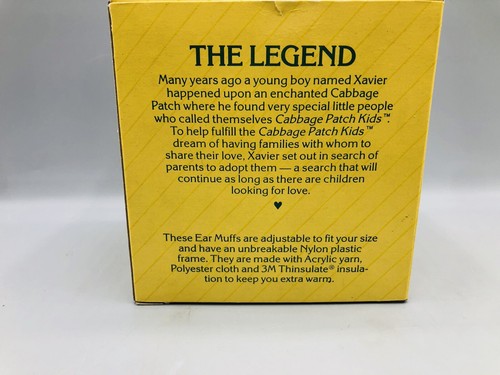 THE LEGEND
Many years ago a young boy named Xavier
happened upon an enchanted Cabbage
Patch where he found very special little people
who called themselves Cabbage Patch Kids™.
To help fulfill the Cabbage Patch Kids™
dream of having families with whom to
share their love, Xavier set out in search of
parents to adopt them — a search that will
continue as long as there are children
looking for love.
♥
These Ear Muffs are adjustable to fit your size
and have an unbreakable Nylon plastic
frame. They are made with Acrylic yarn,
Polyester cloth and 3M Thinsulate® insula-
tion to keep you extra warm.